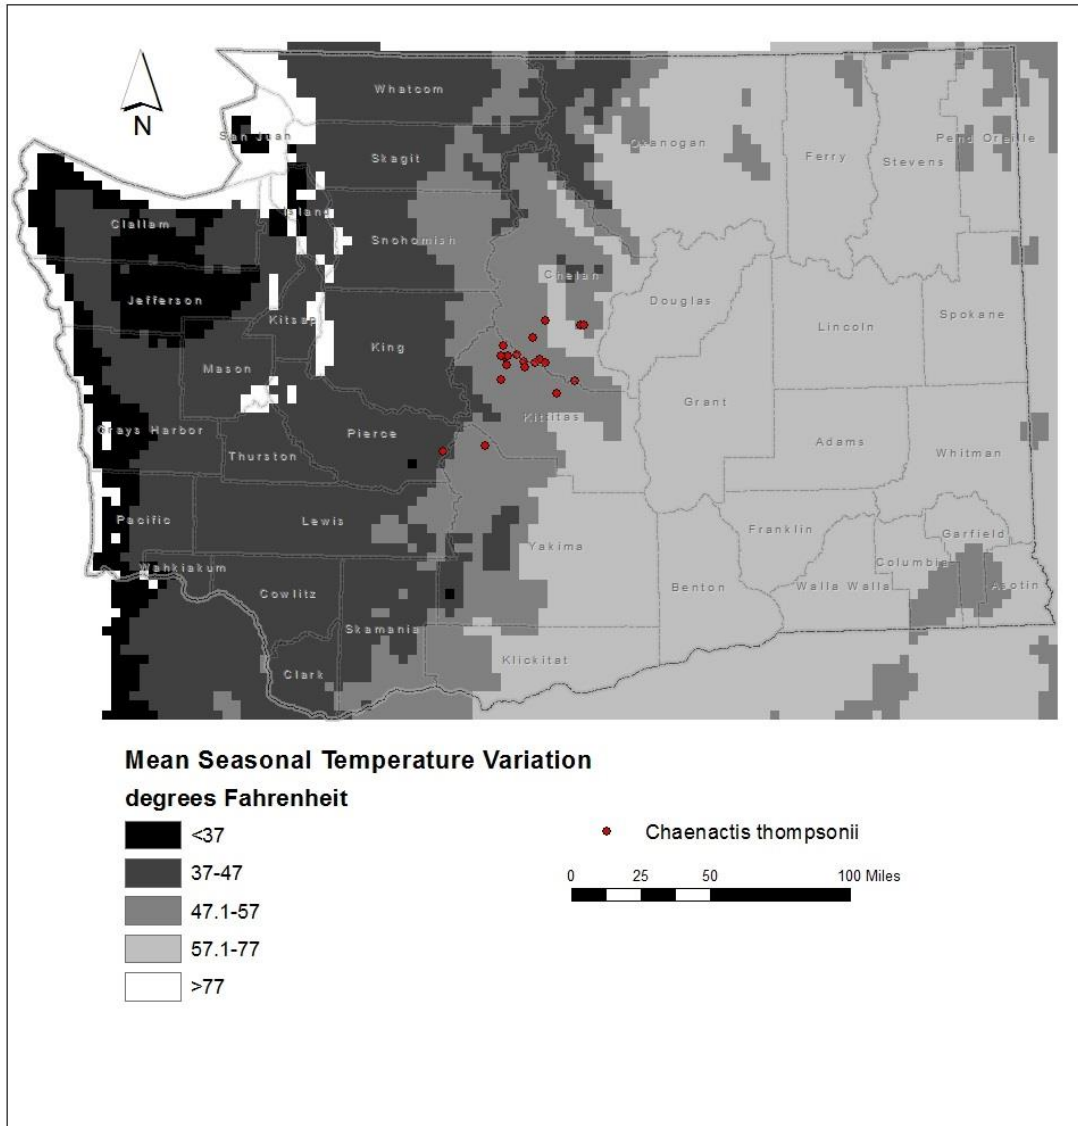 N
Whatcom
San Juan
Skagit
Okanogan
Ferry
Stevens
Pend Oreille
Island
Clallam
Snohomish
Chelan
Jefferson
Douglas
Kitsap
Lincoln
Spokane
King
Mason
Grant
Kittitas
Grays Harbor
Pierce
Adams
Whitman
Thurston
Pacific
Lewis
Franklin
Garfield
Yakima
Columbia
Wahkiakum
Benton
Walla Walla
Asotin
Cowlitz
Skamania
Klickitat
Clark
Mean Seasonal Temperature Variation
degrees Fahrenheit
<37
37-47
47.1-57
57.1-77
>77
Chaenactis thompsonii
0 25 50 100 Miles